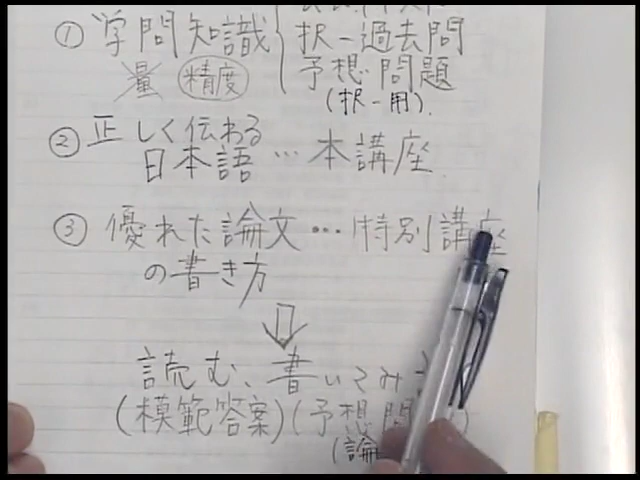 ① 学問知識
択一過去問
量 精度
予想問題
(択一用).
② 正しく伝わる
日本語 … 本講座
③ 優れた論文 … 特別講座
の書き方
⇩
読む、書いてみ
(模範答案)(予想問
(論